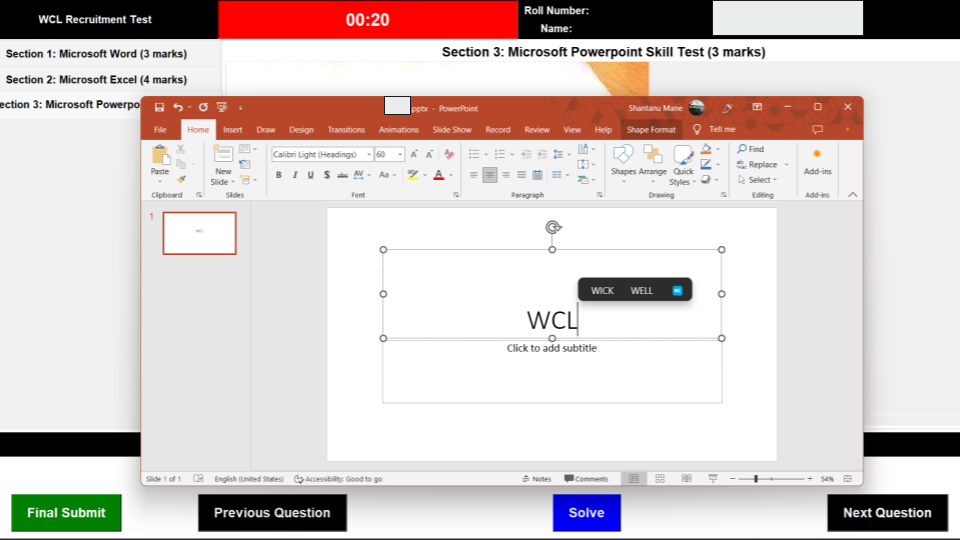 WCL Recruitment Test
00:20
Roll Number:
Name:
Section 1: Microsoft Word (3 marks)
Section 2: Microsoft Excel (4 marks)
ection 3: Microsoft Powerpo
Section 3: Microsoft Powerpoint Skill Test (3 marks)
pptx - PowerPoint
Shantanu Mane
File Home Insert Draw Design Transitions Animations Slide Show Record Review View Help Shape Format Tell me
Paste
New
Slide
Calibri Light (Headings) 60
B I U S abc AV Aa A
Shapes Arrange Quick
Styles
Find
Replace
Select
Add-ins
Clipboard Slides Font Paragraph Drawing Editing Add-ins
1
WCL
WICK WELL WC
WCL
Click to add subtitle
Slide 1 of 1 English (United States) Accessibility: Good to go Notes Comments 54%
Final Submit
Previous Question
Solve
Next Question